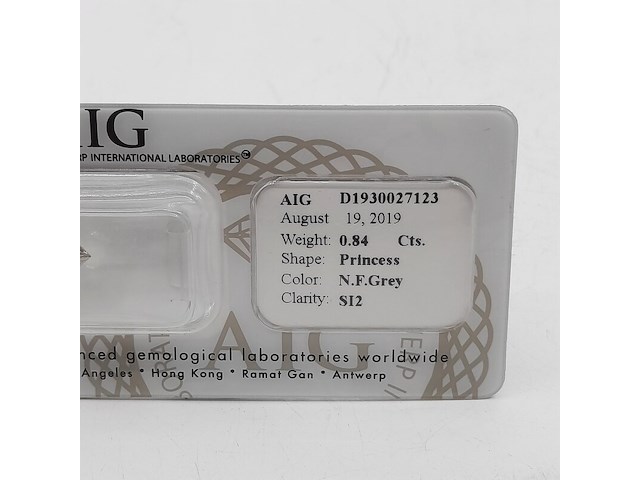 AIG
RP INTERNATIONAL LABORATORIES™
AIG D1930027123
August 19, 2019
Weight: 0.84 Cts.
Shape: Princess
Color: N.F.Grey
Clarity: SI2
AIG
nced gemological laboratories worldwide
Angeles * Hong Kong * Ramat Gan * Antwerp